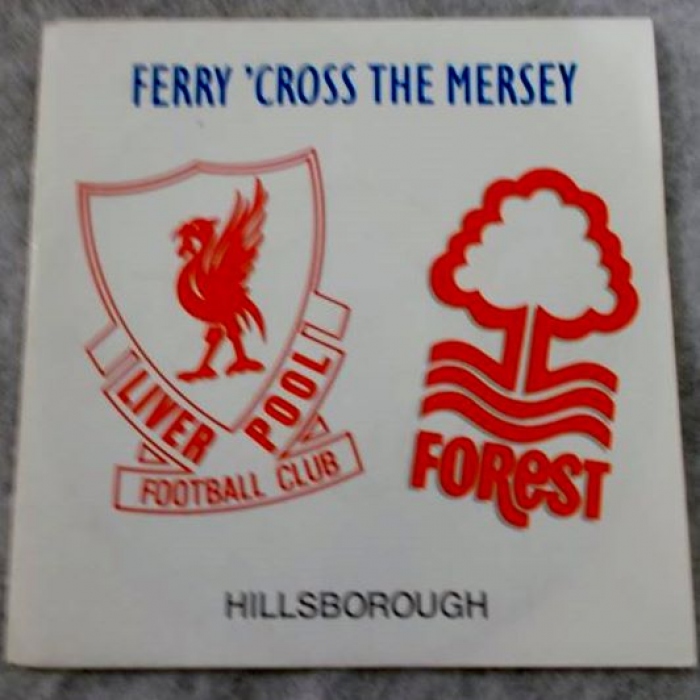 FERRY 'CROSS THE MERSEY
LIVER POOL
FOOTBALL CLUB
FOREST
HILLSBOROUGH